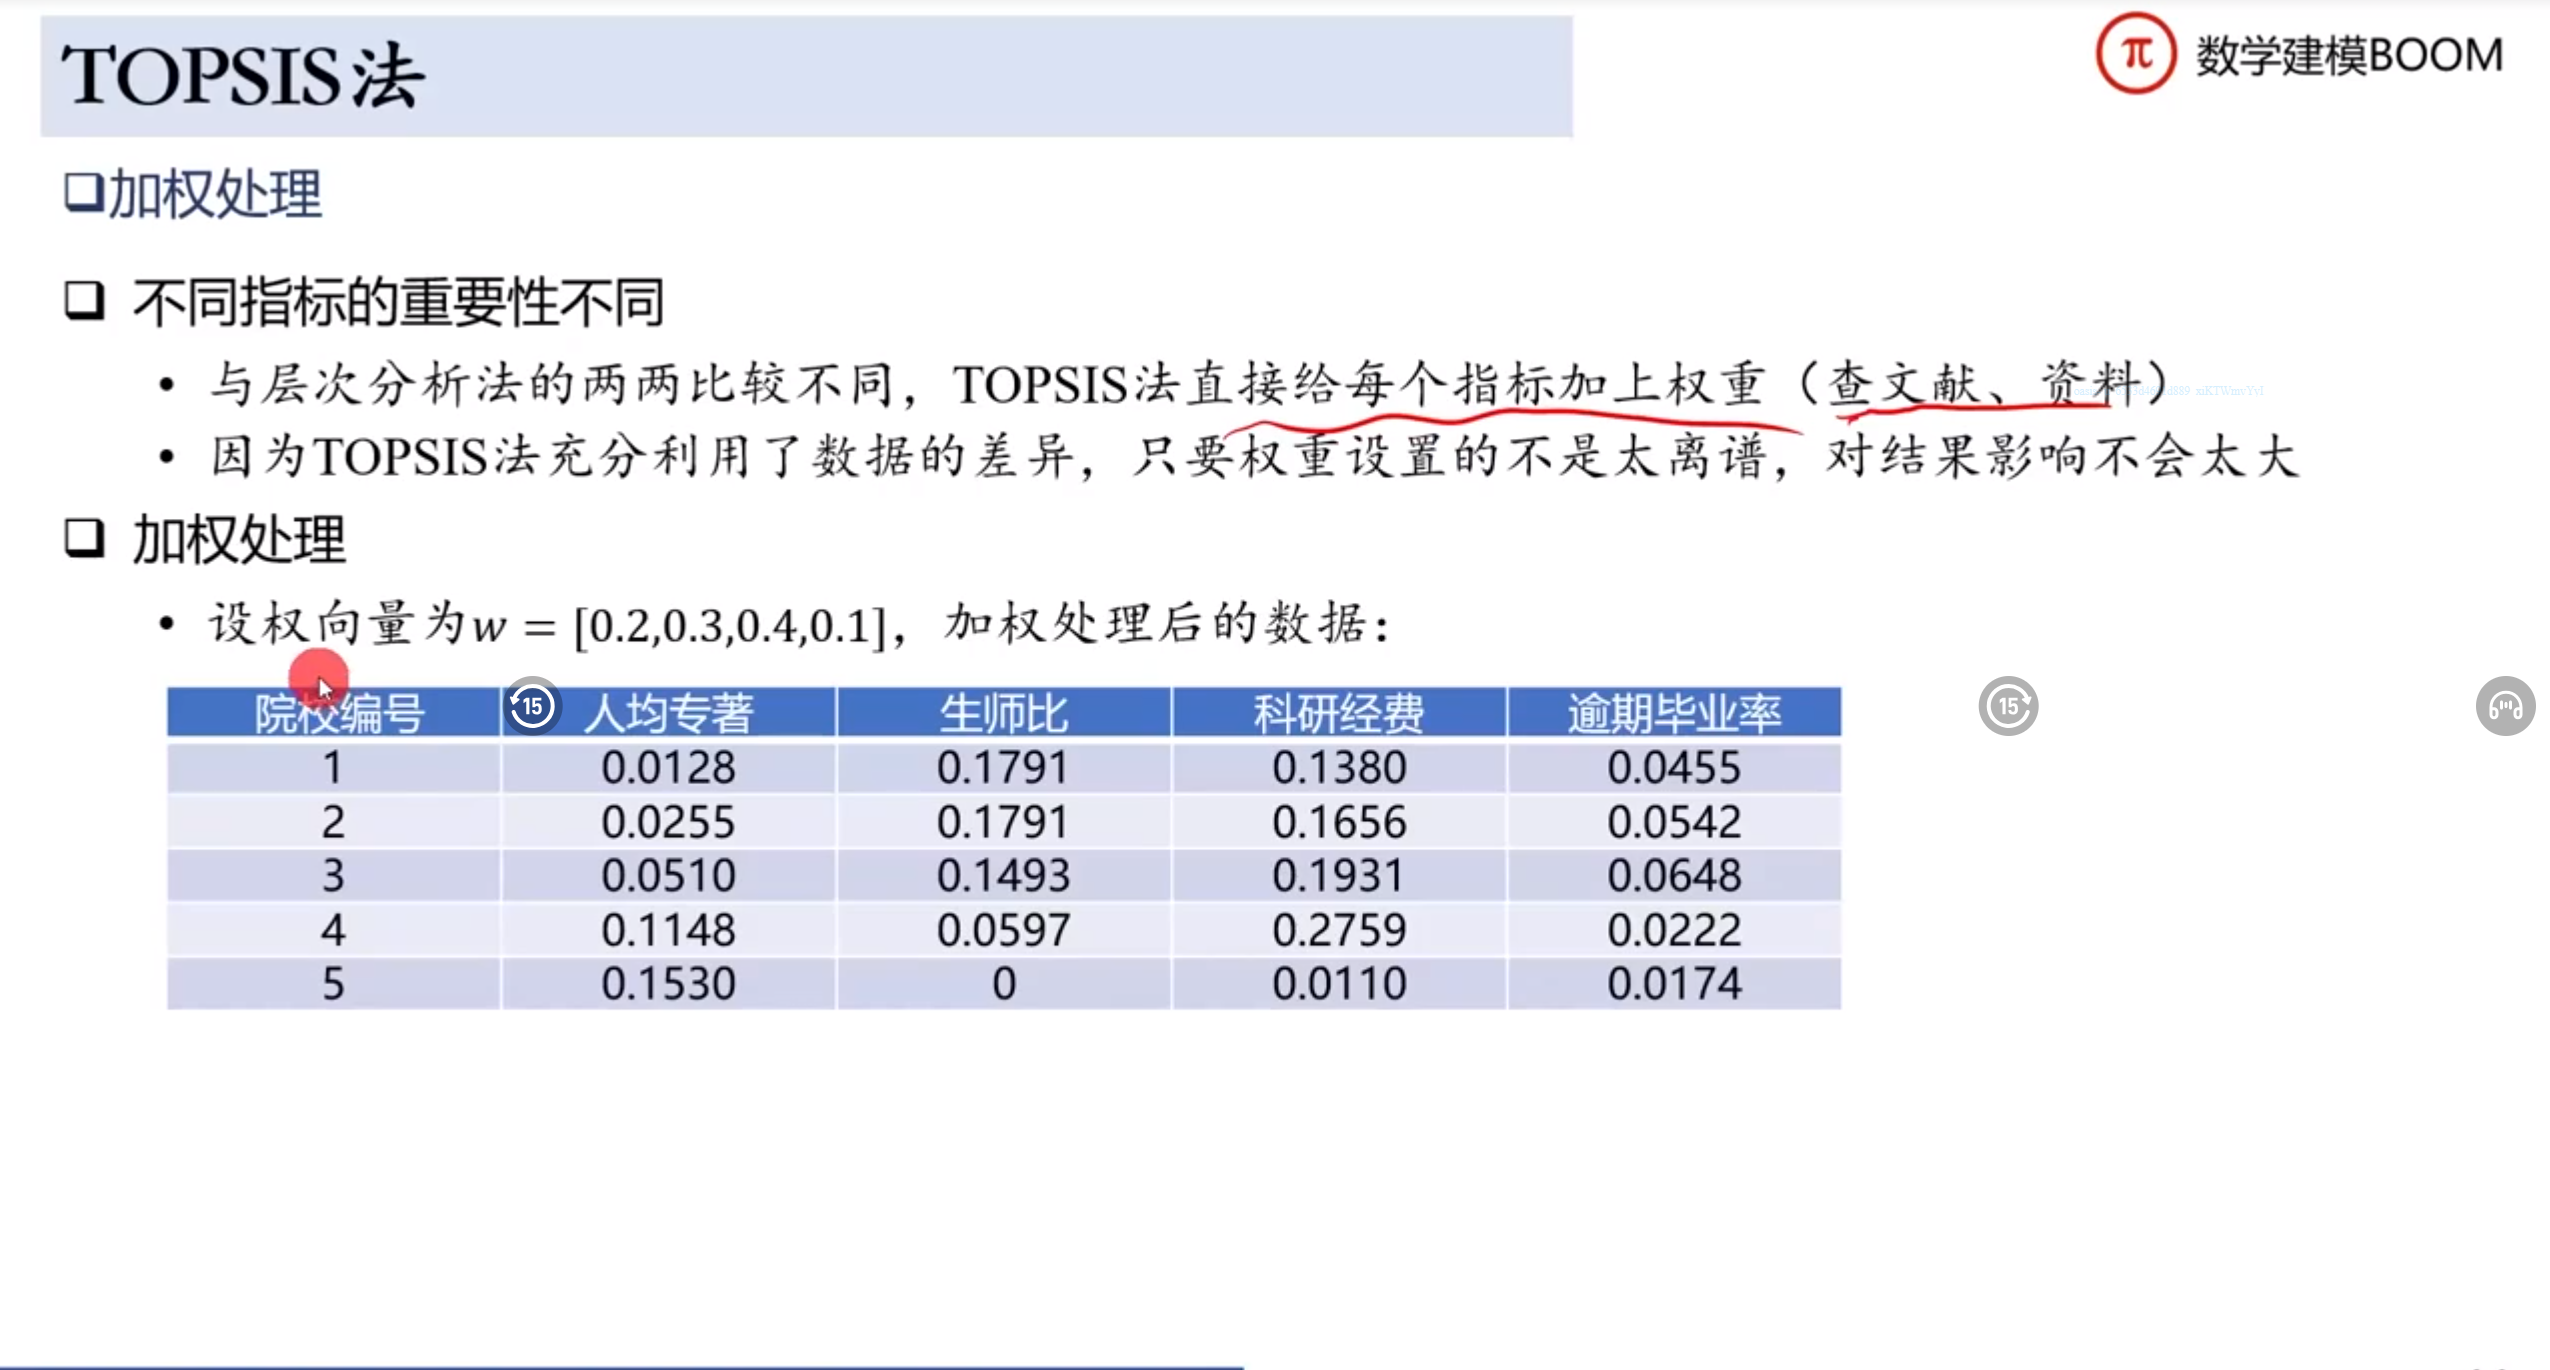 TOPSIS法
π 数学建模BOOM
加权处理
不同指标的重要性不同
• 与层次分析法的两两比较不同，TOPSIS法直接给每个指标加上权重（查文献、资料）
• 因为TOPSIS法充分利用了数据的差异，只要权重设置的不是太离谱，对结果影响不会太大
加权处理
• 设权向量为w = [0.2,0.3,0.4,0.1]，加权处理后的数据：
院校编号 人均专著 生师比 科研经费 逾期毕业率
15
15
1 0.0128 0.1791 0.1380 0.0455
2 0.0255 0.1791 0.1656 0.0542
3 0.0510 0.1493 0.1931 0.0648
4 0.1148 0.0597 0.2759 0.0222
5 0.1530 0 0.0110 0.0174